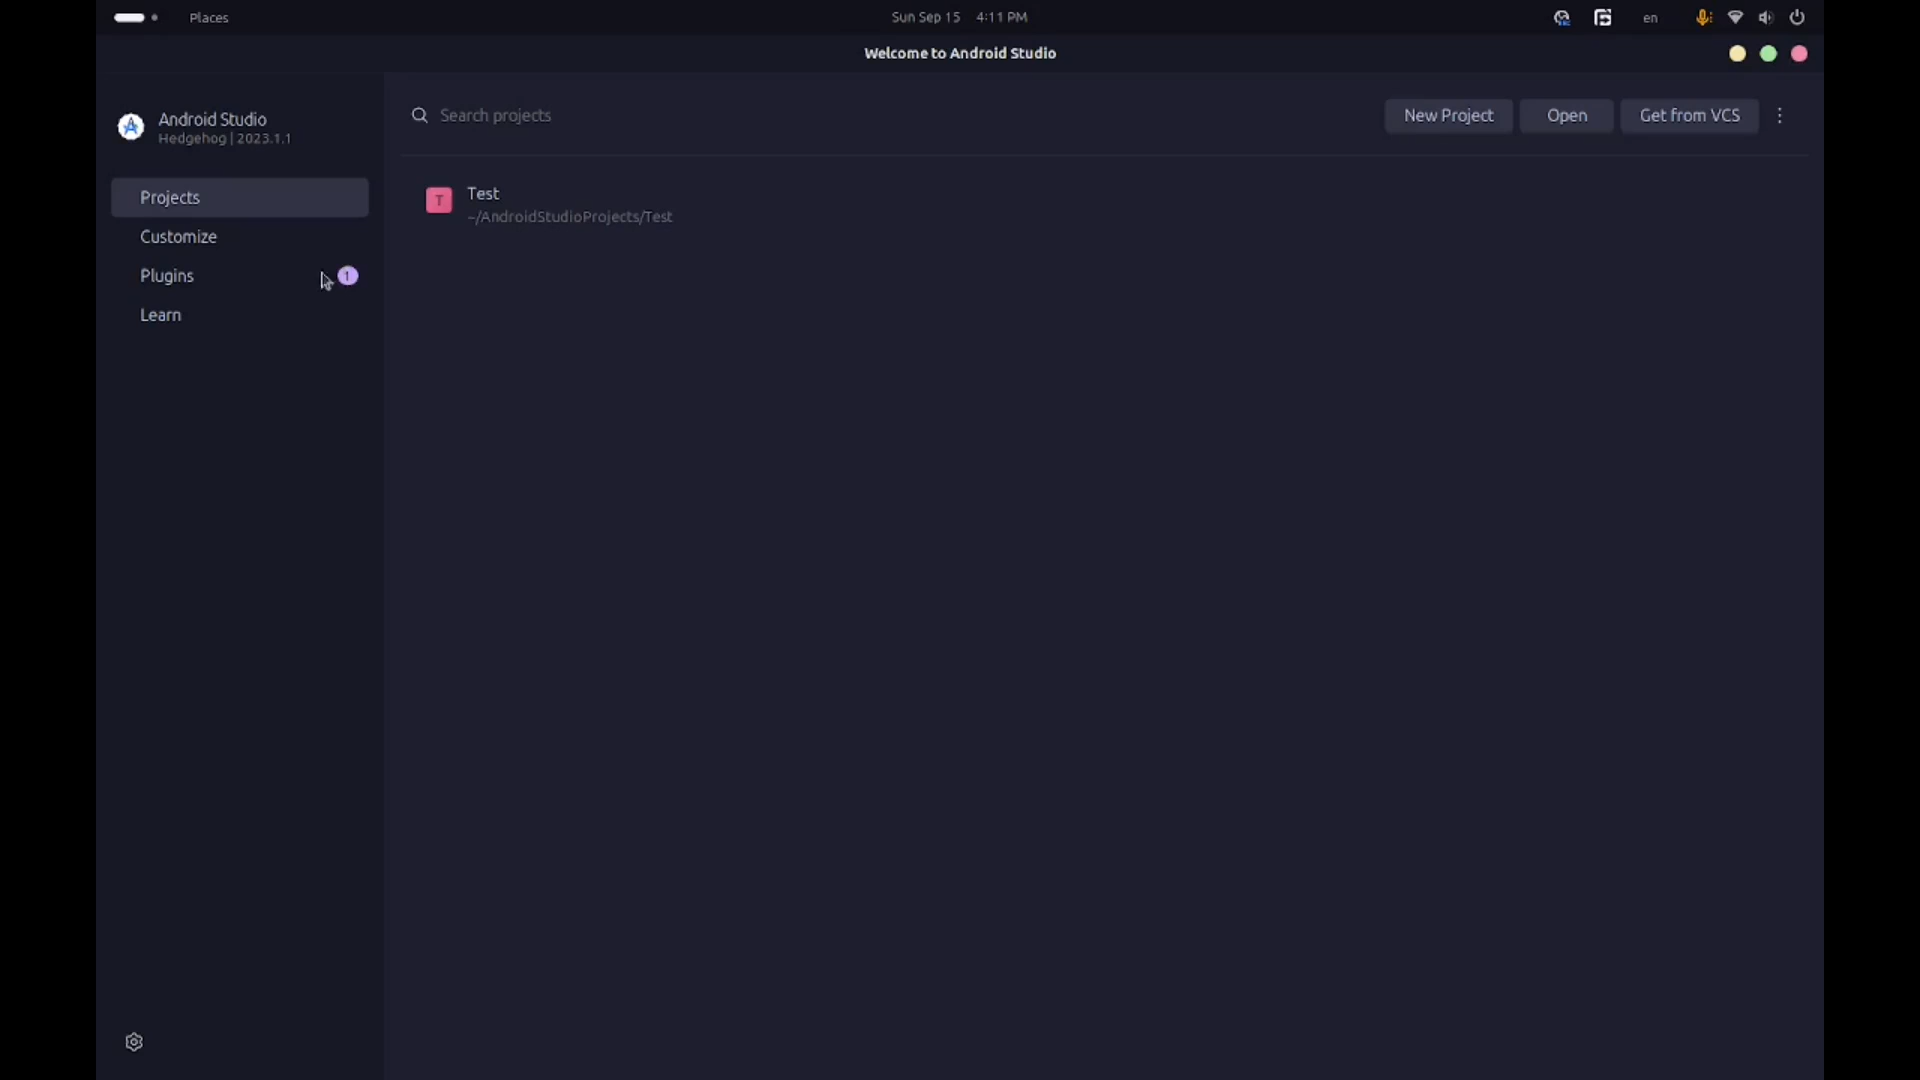 Places
Sun Sep 15 4:11 PM
en
Welcome to Android Studio
Android Studio
Hedgehog | 2023.1.1
Search projects
New Project
Open
Get from VCS
Projects
Customize
Plugins
1
Learn
T
Test
~/AndroidStudioProjects/Test